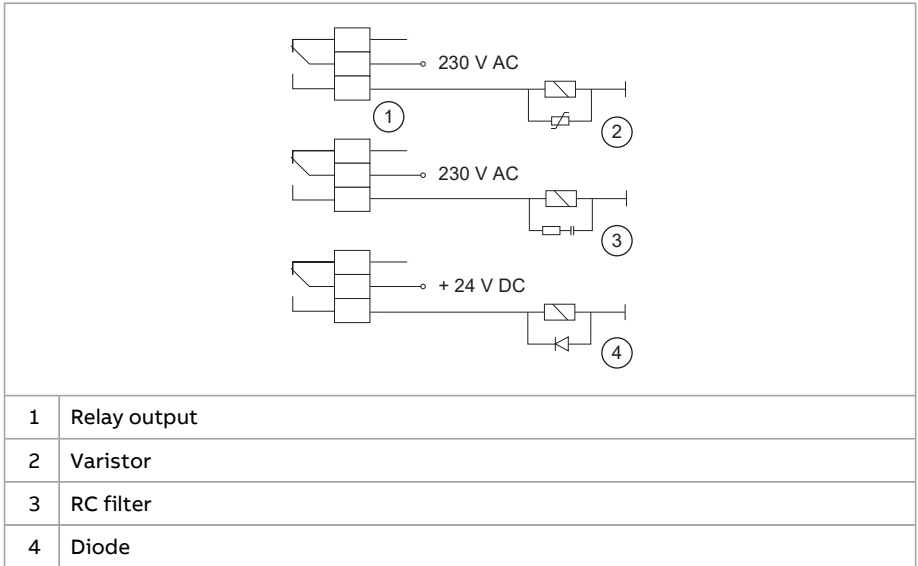 230 V AC
1
2
230 V AC
3
+ 24 V DC
4
1 Relay output
2 Varistor
3 RC filter
4 Diode